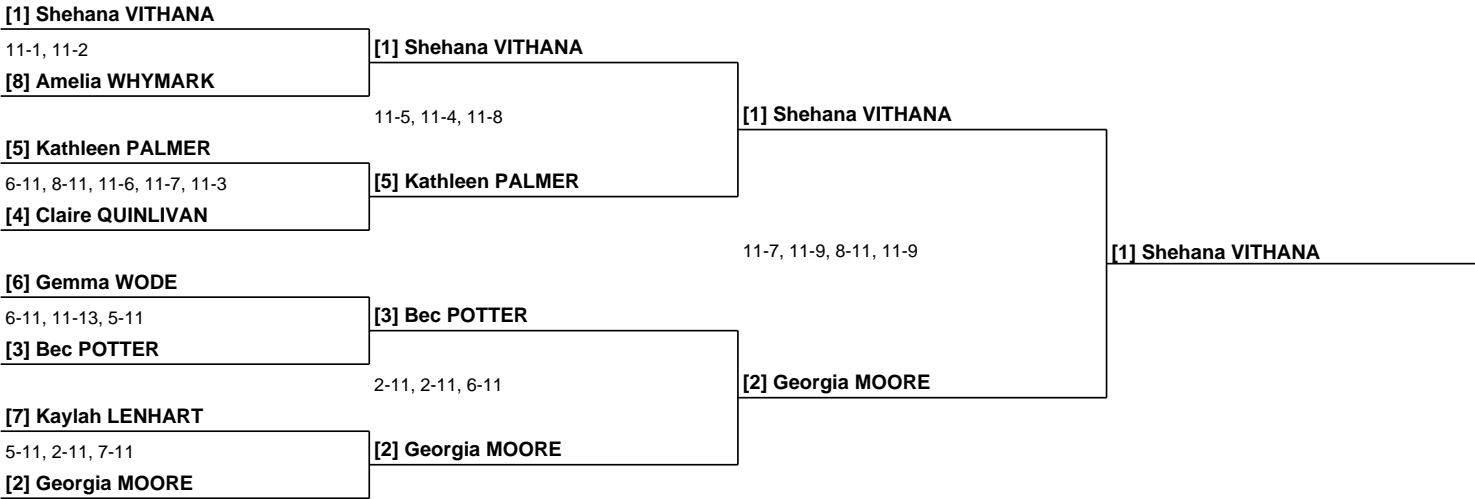 [1] Shehana VITHANA
11-1, 11-2
[1] Shehana VITHANA
[8] Amelia WHYMARK
11-5, 11-4, 11-8
[1] Shehana VITHANA
[5] Kathleen PALMER
6-11, 8-11, 11-6, 11-7, 11-3
[5] Kathleen PALMER
[4] Claire QUINLIVAN
11-7, 11-9, 8-11, 11-9
[1] Shehana VITHANA
[6] Gemma WODE
6-11, 11-13, 5-11
[3] Bec POTTER
[3] Bec POTTER
2-11, 2-11, 6-11
[2] Georgia MOORE
[7] Kaylah LENHART
5-11, 2-11, 7-11
[2] Georgia MOORE
[2] Georgia MOORE